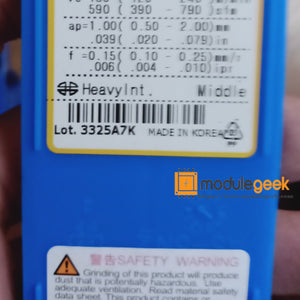 590 ( 390 - 790 )sfm
ap=1.00( 0.50 - 2.00)mm
.039( .020 - .079)in
f =0.15( 0.10 - 0.25)mm/r
.006( .004 - .010)ipr
HeavyInt. Middle
Lot. 3325A7K MADE IN KOREA
modulegeek
警告SAFETY WARNING
Grinding of this product will produce
dust that is potentially hazardous. Use
adequate ventilation. Read material safety
data sheet. This product contains